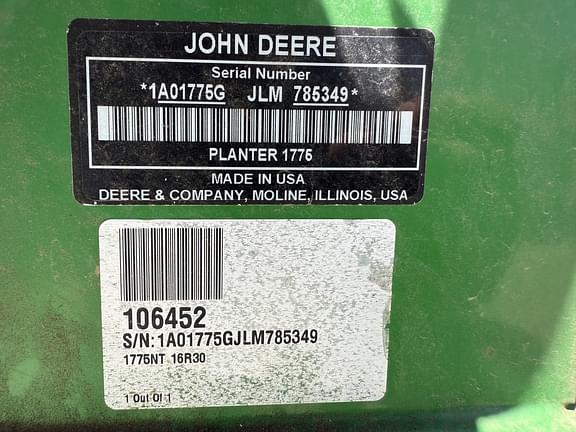 JOHN DEERE
Serial Number
*1A01775G JLM 785349*
PLANTER 1775
MADE IN USA
DEERE & COMPANY, MOLINE, ILLINOIS, USA
106452
S/N:1A01775GJLM785349
1775NT 16R30
1 Out Of 1